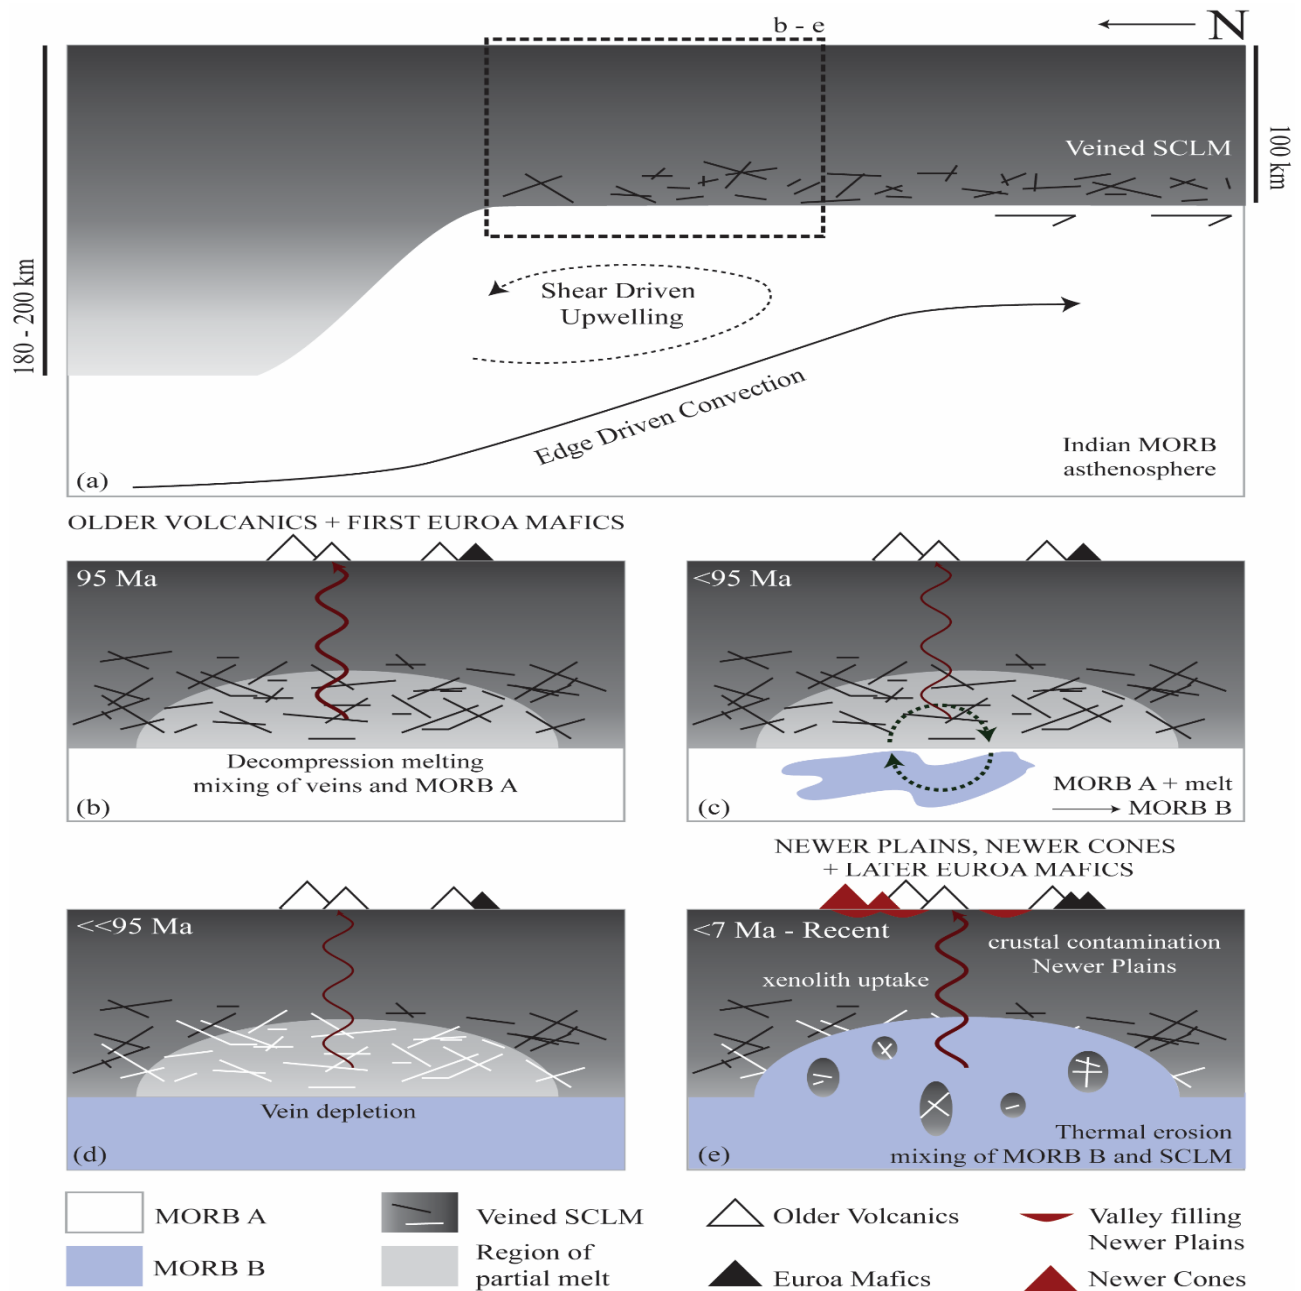 b - e
N
Veined SCLM
100 km
180 - 200 km
Shear Driven
Upwelling
Edge Driven Convection
Indian MORB
asthenosphere
(a)
OLDER VOLCANICS + FIRST EUROA MAFICS
95 Ma
Decompression melting
mixing of veins and MORB A
(b)
<95 Ma
MORB A + melt
MORB B
(c)
<<95 Ma
Vein depletion
(d)
NEWER PLAINS, NEWER CONES
+ LATER EUROA MAFICS
<7 Ma - Recent
crustal contamination
Newer Plains
xenolith uptake
Thermal erosion
mixing of MORB B and SCLM
(e)
MORB A
MORB B
Veined SCLM
Region of
partial melt
Older Volcanics
Euroa Mafics
Valley filling
Newer Plains
Newer Cones